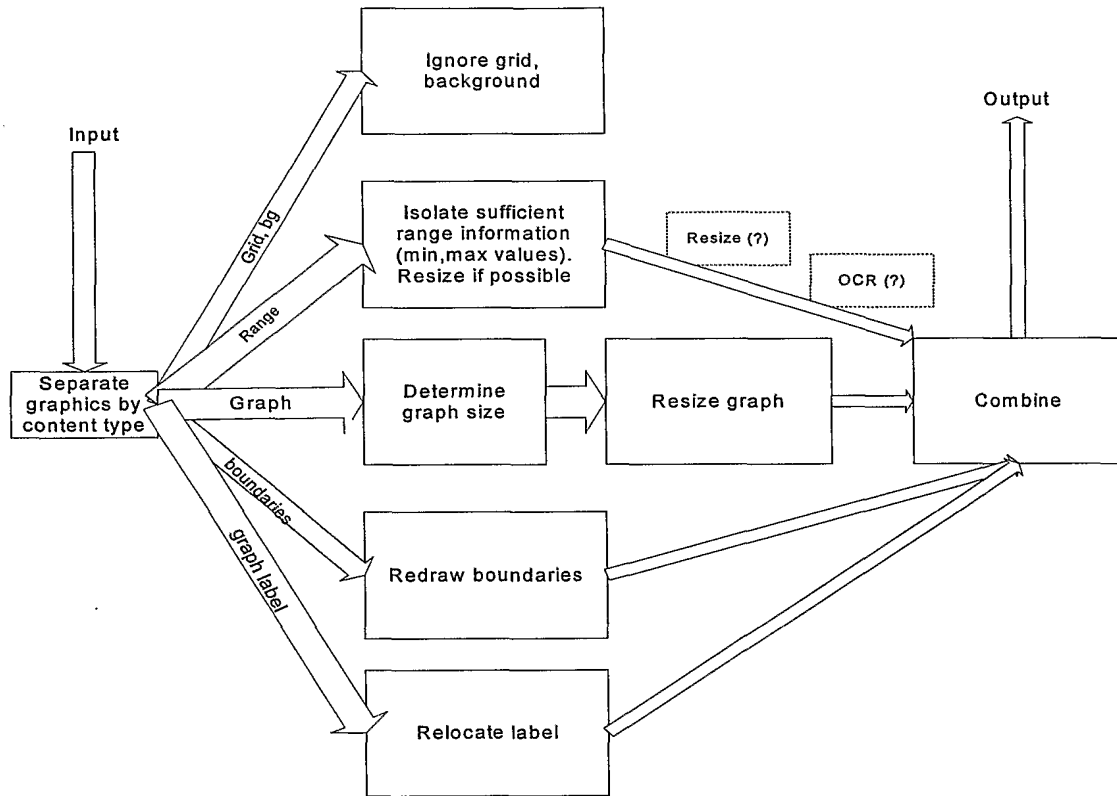 Ignore grid,
background
Output
Input
Grid, bg
Isolate sufficient
range information
(min,max values).
Resize if possible
Resize (?)
OCR (?)
Range
Separate
graphics by
content type
Graph
Determine
graph size
Resize graph
Combine
boundaries
graph label
Redraw boundaries
Relocate label